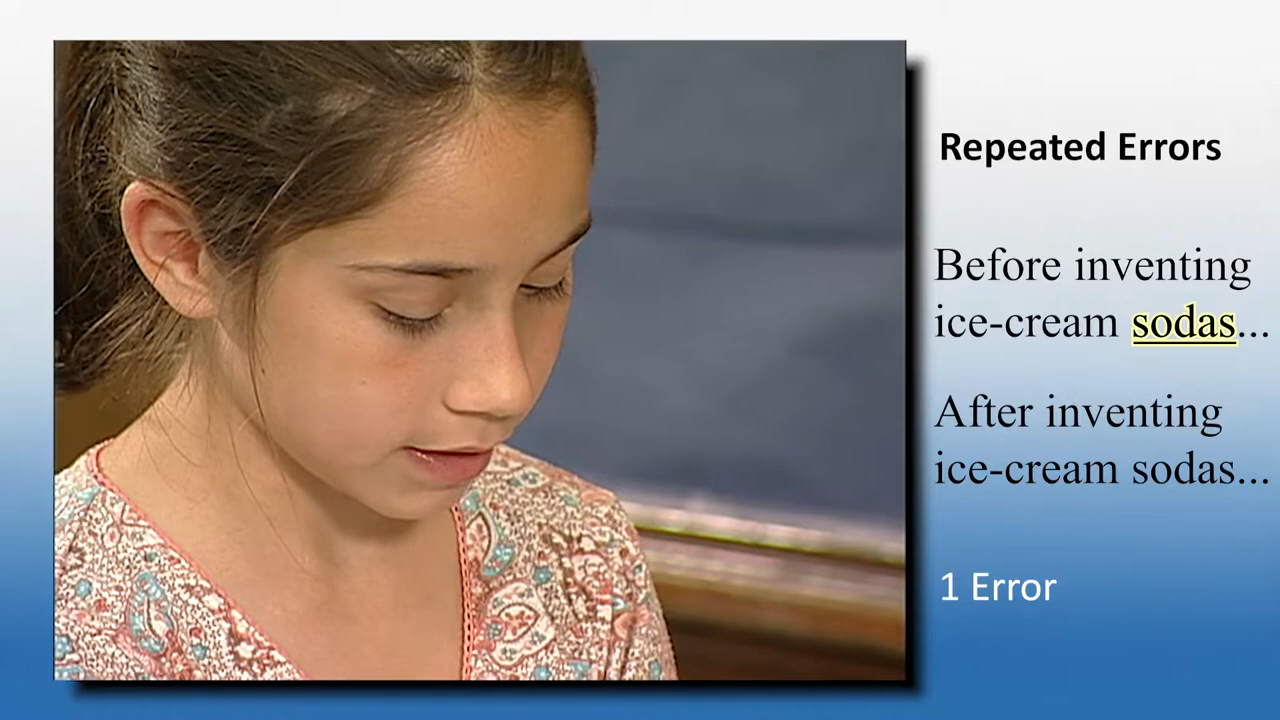 Repeated Errors
Before inventing
ice-cream sodas...
After inventing
ice-cream sodas...
1 Error